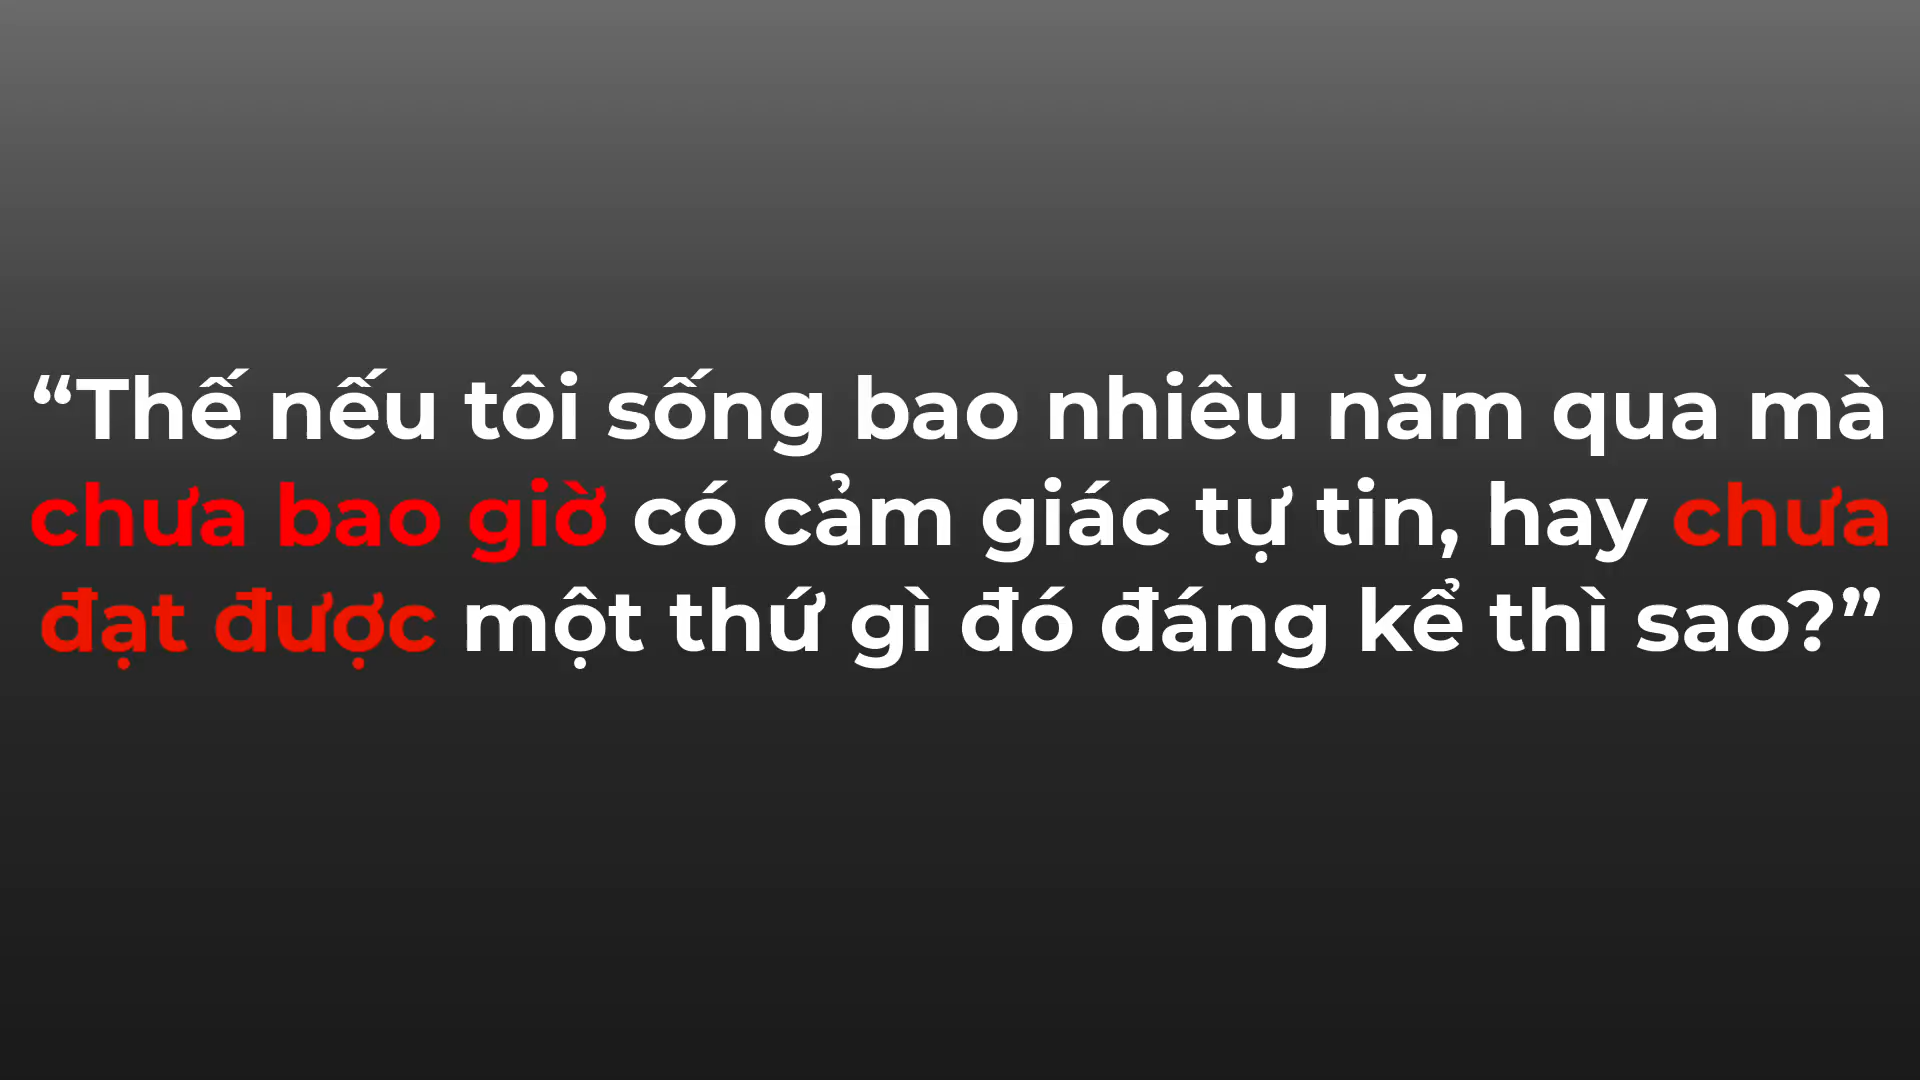 “Thế nếu tôi sống bao nhiêu năm qua mà
chưa bao giờ có cảm giác tự tin, hay chưa
đạt được một thứ gì đó đáng kể thì sao?”